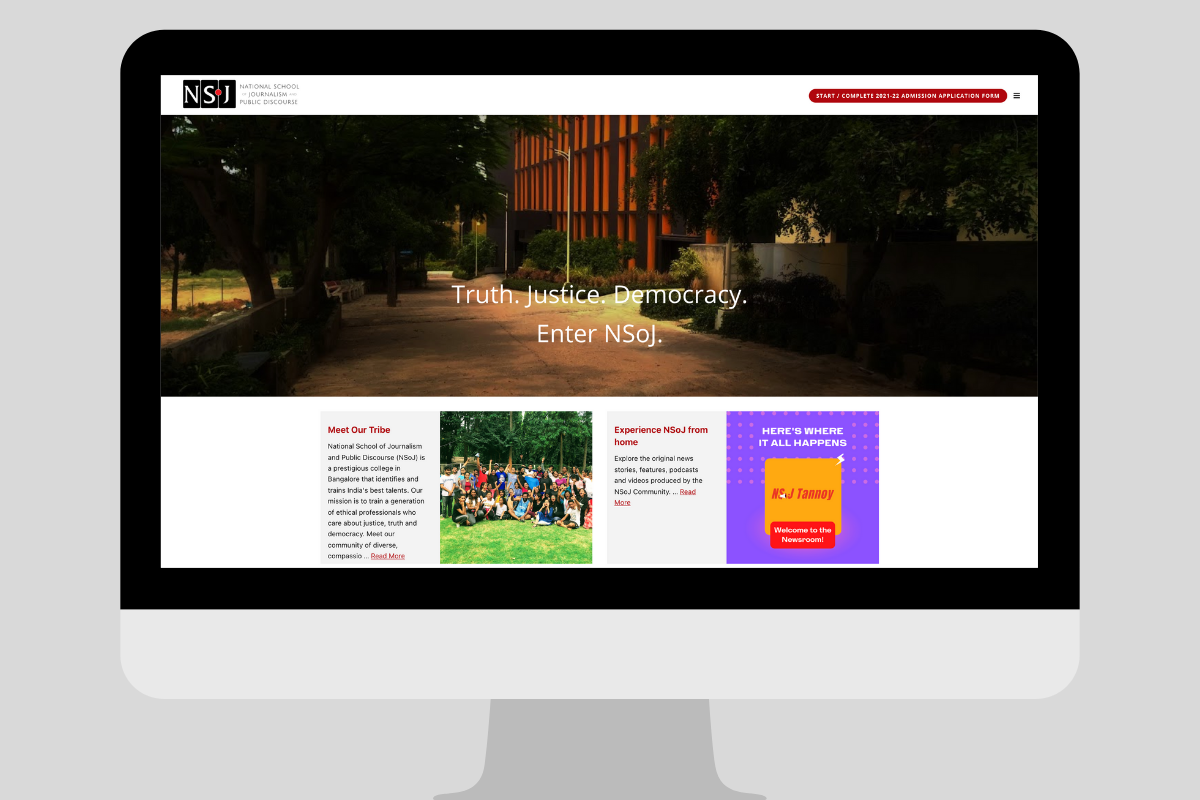 NSJ
NATIONAL SCHOOL
OF JOURNALISM AND
PUBLIC DISCOURSE
START / COMPLETE 2021-22 ADMISSION APPLICATION FORM
Truth. Justice. Democracy.
Enter NSoJ.
Meet Our Tribe
National School of Journalism
and Public Discourse (NSoJ) is
a prestigious college in
Bangalore that identifies and
trains India's best talents. Our
mission is to train a generation
of ethical professionals who
care about justice, truth and
democracy. Meet our
community of diverse,
compassio ... Read More
Experience NSoJ from
home
Explore the original news
stories, features, podcasts
and videos produced by the
NSoJ Community. ... Read
More
HERE'S WHERE
IT ALL HAPPENS
NSoJ Tannoy
Welcome to the
Newsroom!